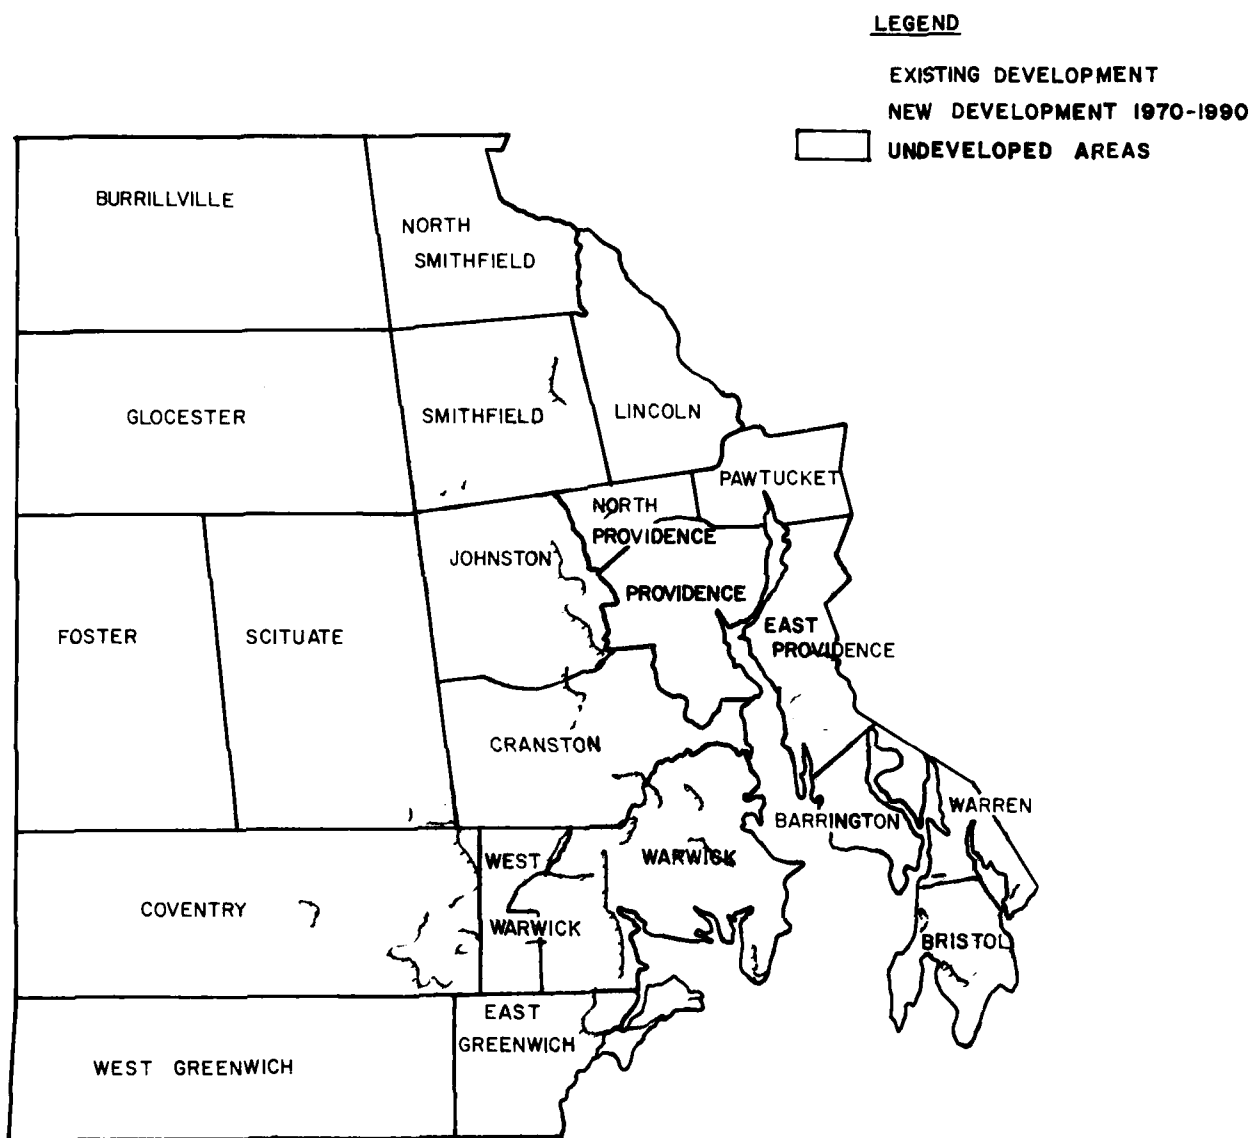 LEGEND
EXISTING DEVELOPMENT
NEW DEVELOPMENT 1970-1990
UNDEVELOPED AREAS
BURRILLVILLE
NORTH
SMITHFIELD
GLOCESTER
SMITHFIELD
LINCOLN
PAWTUCKET
NORTH
PROVIDENCE
JOHNSTON
PROVIDENCE
FOSTER
SCITUATE
EAST
PROVIDENCE
CRANSTON
WARREN
BARRINGTON
WEST
WARWICK
WARWICK
COVENTRY
BRISTOL
EAST
GREENWICH
WEST GREENWICH